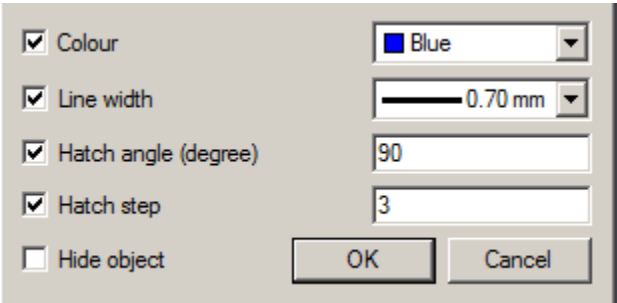 Colour Blue
Line width 0.70 mm
Hatch angle (degree) 90
Hatch step 3
Hide object OK Cancel